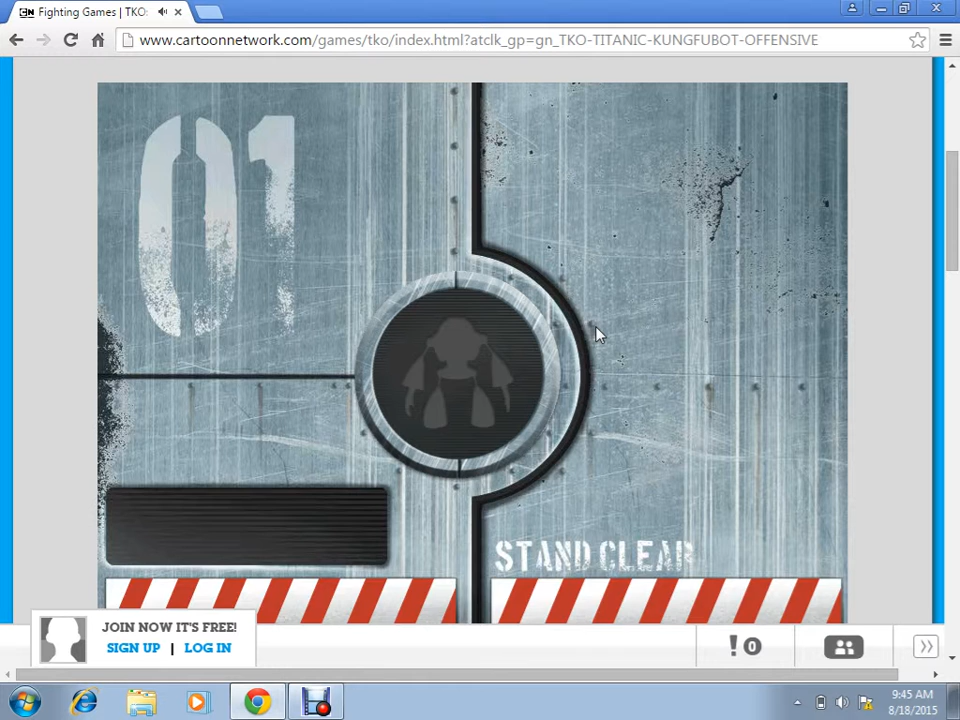 CN Fighting Games | TKO:
www.cartoonnetwork.com/games/tko/index.html?atclk_gp=gn_TKO-TITANIC-KUNGFUBOT-OFFENSIVE
01
STAND CLEAR
JOIN NOW IT'S FREE!
SIGN UP | LOG IN
! 0
9:45 AM
8/18/2015